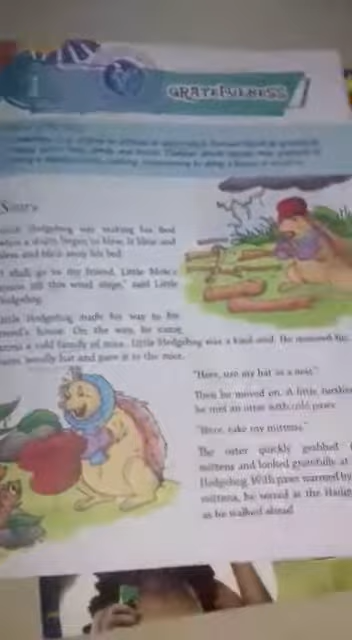 1
GRATEFULNESS
Story
Little Hedgehog was making his bed
when a storm began to blow. It blew and
blew and blew away his bed.
"I shall go to my friend, Little Mole's
house till this wind stops," said Little
Hedgehog.
Little Hedgehog made his way to his
friend's house. On the way, he came
across a cold family of mice. Little Hedgehog was a kind soul. He removed his
warm, woolly hat and gave it to the mice.
"Here, use my hat as a nest."
Then he moved on. A little further
he met an otter with cold paws.
"Here, take my mittens."
The otter quickly grabbed
mittens and looked gratefully at
Hedgehog. With paws warmed by
mittens, he waved at the Hedgehog
as he walked ahead.